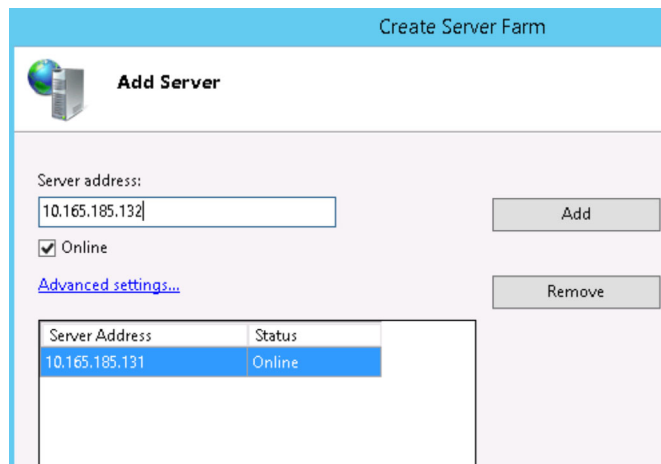 Create Server Farm
Add Server
Server address:
10.165.185.132
Add
Online
Advanced settings...
Remove
Server Address Status
10.165.185.131 Online